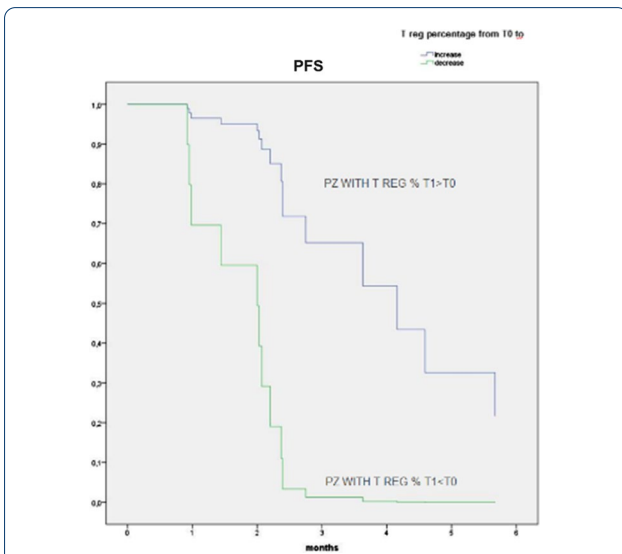 T reg percentage from T0 to
increase
decrease
PFS
1,0
0,9
0,8
0,7
0,6
0,5
0,4
0,3
0,2
0,1
0,0
PZ WITH T REG % T1>T0
PZ WITH T REG % T1<T0
0 1 2 3 4 5 6
months